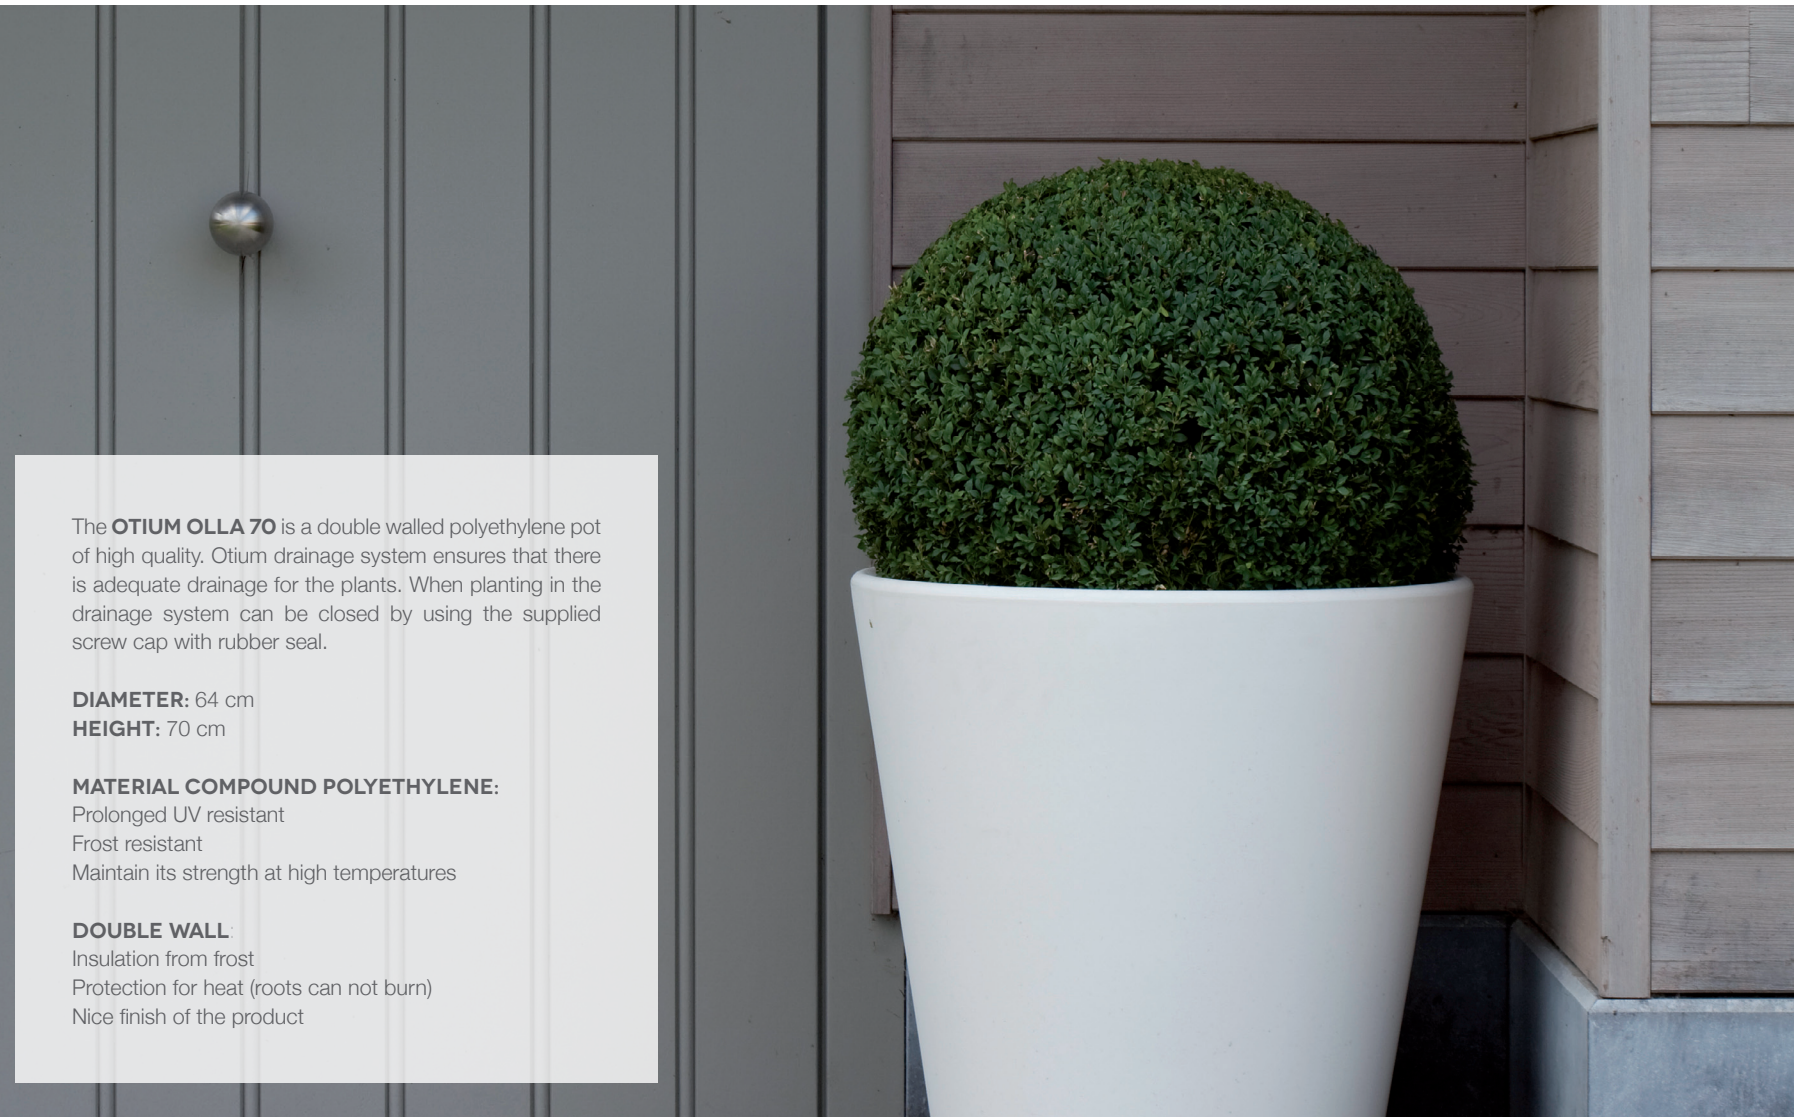 The OTIUM OLLA 70 is a double walled polyethylene pot
of high quality. Otium drainage system ensures that there
is adequate drainage for the plants. When planting in the
drainage system can be closed by using the supplied
screw cap with rubber seal.
DIAMETER: 64 cm
HEIGHT: 70 cm
MATERIAL COMPOUND POLYETHYLENE:
Prolonged UV resistant
Frost resistant
Maintain its strength at high temperatures
DOUBLE WALL:
Insulation from frost
Protection for heat (roots can not burn)
Nice finish of the product